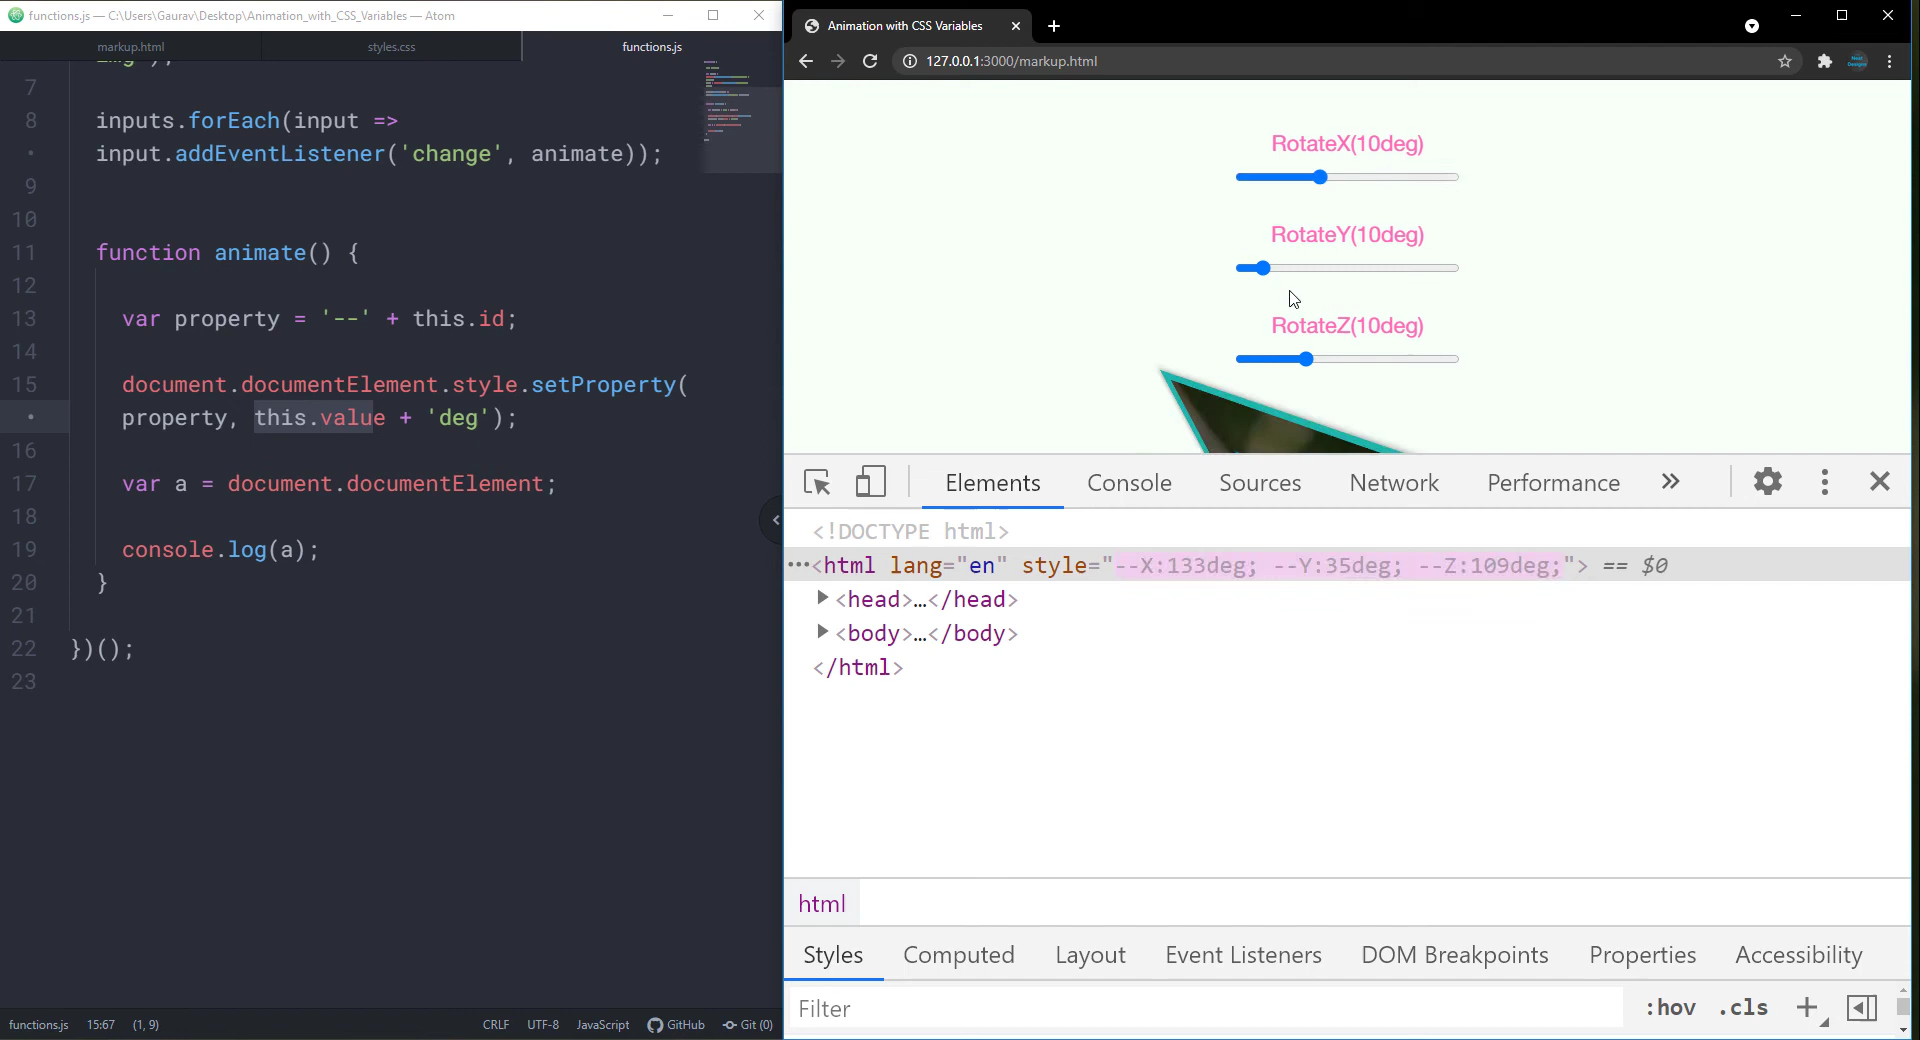 functions.js — C:\Users\Gaurav\Desktop\Animation_with_CSS_Variables — Atom
markup.html
styles.css
functions.js
7
8 inputs.forEach(input =>
• input.addEventListener('change', animate));
9
10
11 function animate() {
12
13 var property = '--' + this.id;
14
15 document.documentElement.style.setProperty(
• property, this.value + 'deg');
16
17 var a = document.documentElement;
18
19 console.log(a);
20 }
21
22 })();
23
functions.js 15:67 (1, 9) CRLF UTF-8 JavaScript GitHub Git (0)
Animation with CSS Variables
127.0.0.1:3000/markup.html
RotateX(10deg)
RotateY(10deg)
RotateZ(10deg)
Elements Console Sources Network Performance »
<!DOCTYPE html>
<html lang="en" style="--X:133deg; --Y:35deg; --Z:109deg;"> == $0
<head>…</head>
<body>…</body>
</html>
html
Styles Computed Layout Event Listeners DOM Breakpoints Properties Accessibility
Filter :hov .cls +